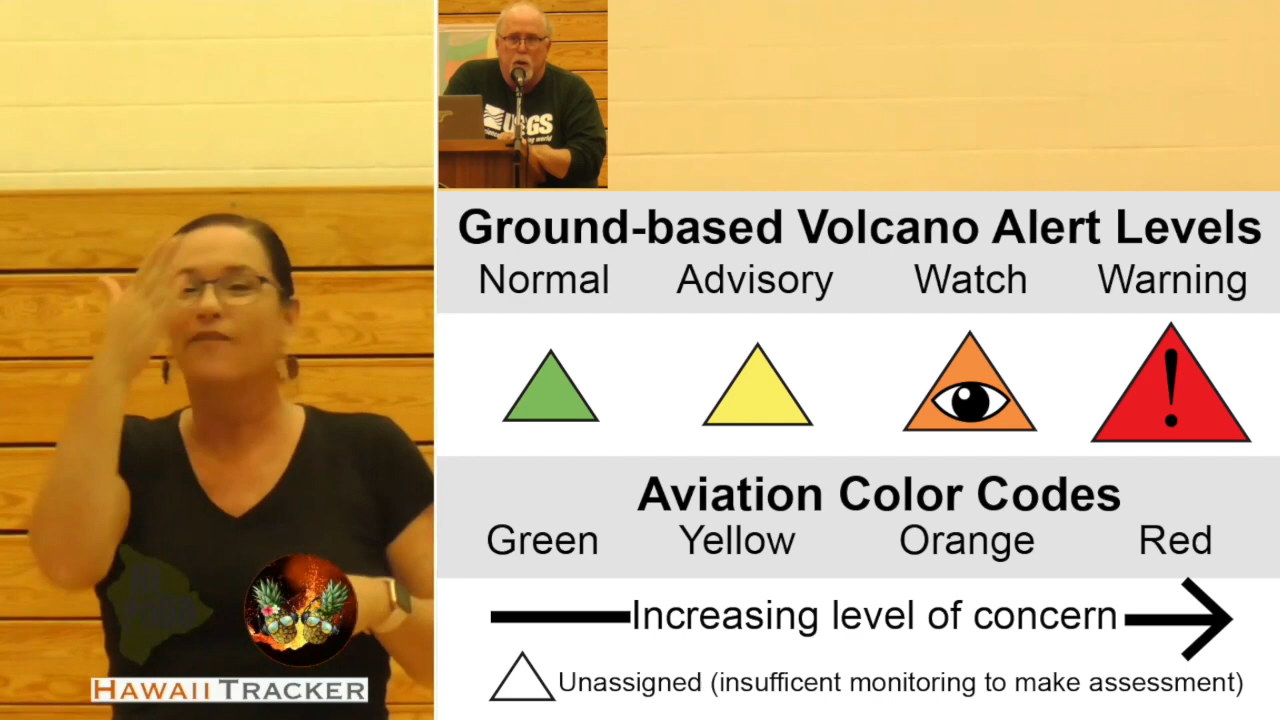 USGS
Ground-based Volcano Alert Levels
Normal Advisory Watch Warning
!
Aviation Color Codes
Green Yellow Orange Red
Increasing level of concern
Unassigned (insufficent monitoring to make assessment)
HAWAII TRACKER